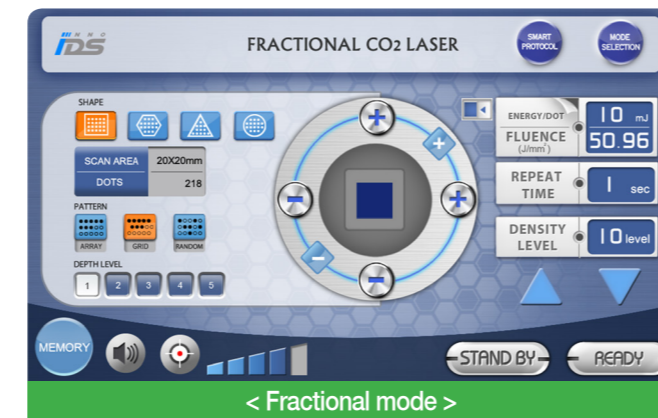 INNO
iDS
FRACTIONAL CO2 LASER
SMART
PROTOCOL
MODE
SELECTION
SHAPE
SCAN AREA 20X20mm
DOTS 218
PATTERN
ARRAY
GRID
RANDOM
DEPTH LEVEL
1 2 3 4 5
ENERGY/DOT
FLUENCE
(J/mm²)
10 mJ
50.96
REPEAT
TIME
1 sec
DENSITY
LEVEL
10 level
MEMORY
STAND BY
READY
< Fractional mode >